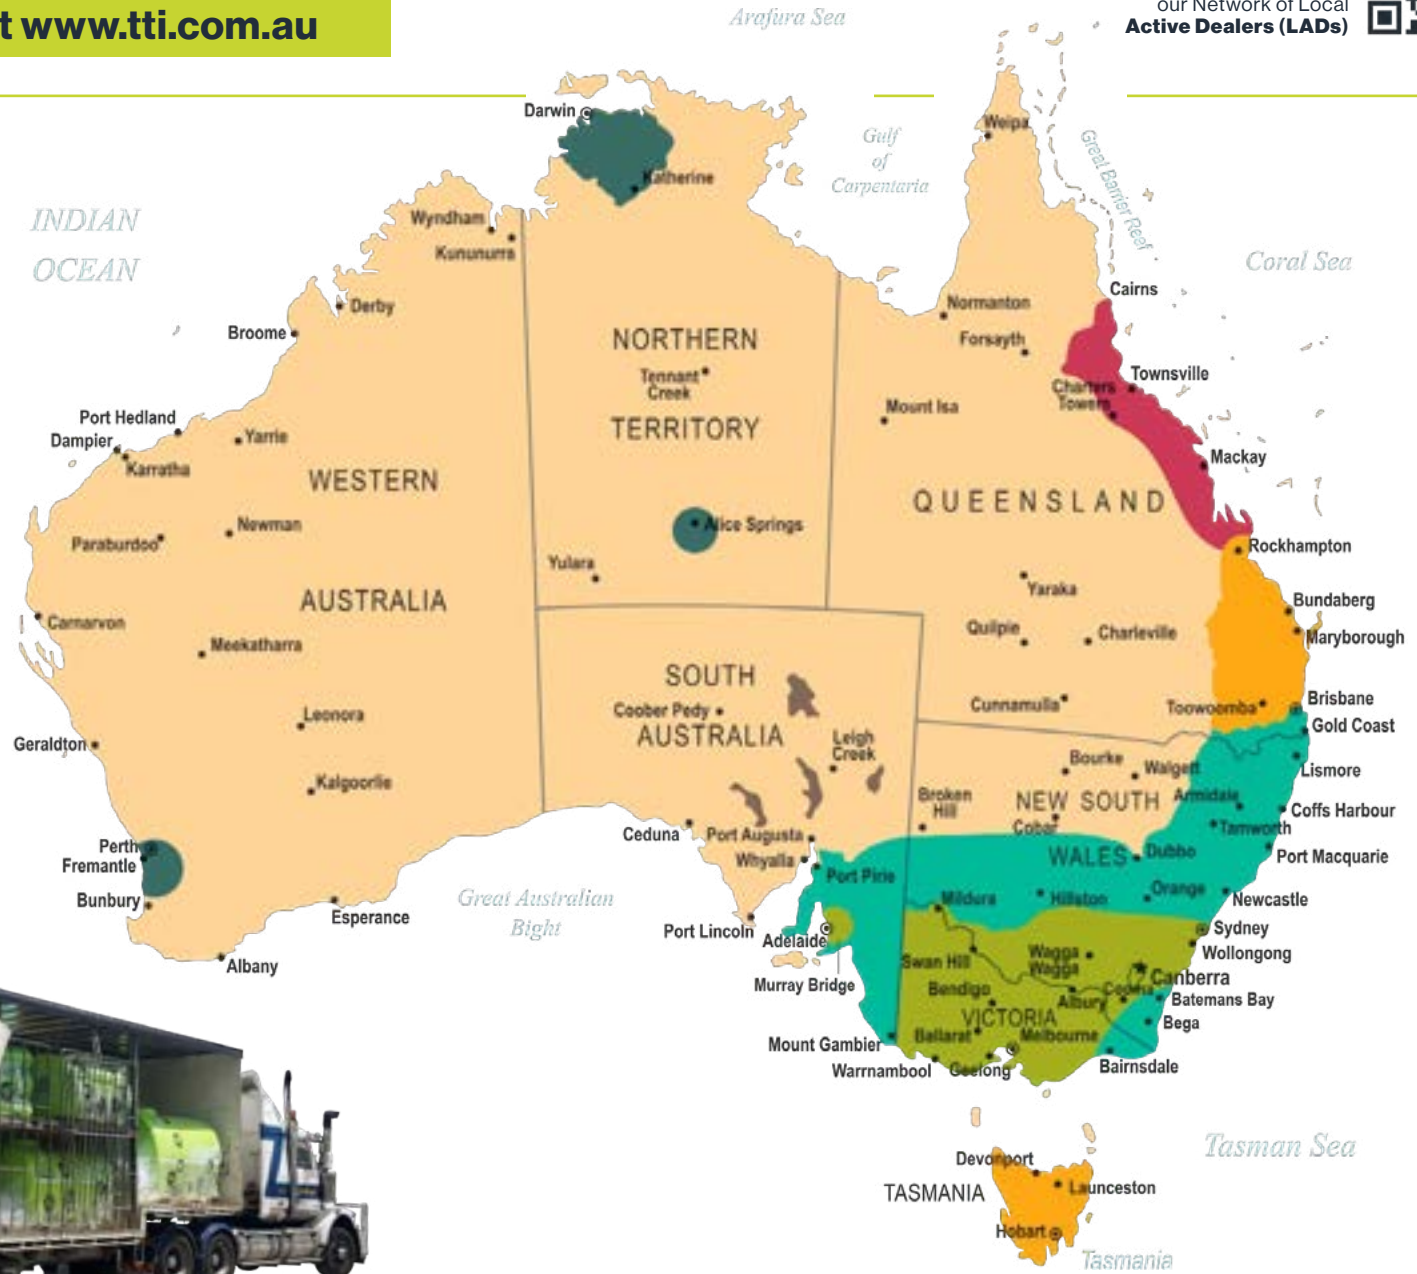 t www.tti.com.au
our Network of Local
Active Dealers (LADs)
Arafura Sea
Darwin
Katherine
Gulf
of
Carpentaria
Weipa
Great Barrier Reef
Coral Sea
INDIAN
OCEAN
Wyndham
Kununurra
Derby
Broome
Port Hedland
Dampier
Karratha
Yarrie
Paraburdoo
Newman
WESTERN
AUSTRALIA
Carnarvon
Meekatharra
Leonora
Geraldton
Kalgoorlie
Perth
Fremantle
Bunbury
Albany
Esperance
NORTHERN
Tennant
Creek
TERRITORY
Alice Springs
Yulara
SOUTH
Coober Pedy
AUSTRALIA
Leigh
Creek
Ceduna
Port Augusta
Whyalla
Port Pirie
Port Lincoln
Adelaide
Murray Bridge
Mount Gambier
Great Australian
Bight
Cairns
Normanton
Forsayth
Mount Isa
Charters
Towers
Townsville
Mackay
QUEENSLAND
Rockhampton
Yaraka
Bundaberg
Quilpie
Charleville
Maryborough
Cunnamulla
Toowoomba
Brisbane
Gold Coast
Bourke
Walgett
Lismore
Broken
Hill
NEW SOUTH
WALES
Armidale
Cobar
Tamworth
Coffs Harbour
Dubbo
Port Macquarie
Mildura
Hillston
Orange
Newcastle
Sydney
Wollongong
Swan Hill
Wagga
Wagga
Canberra
Bendigo
Albury
Cooma
Batemans Bay
VICTORIA
Bega
Ballarat
Melbourne
Warrnambool
Geelong
Bairnsdale
Tasman Sea
Devonport
TASMANIA
Launceston
Hobart
Tasmania